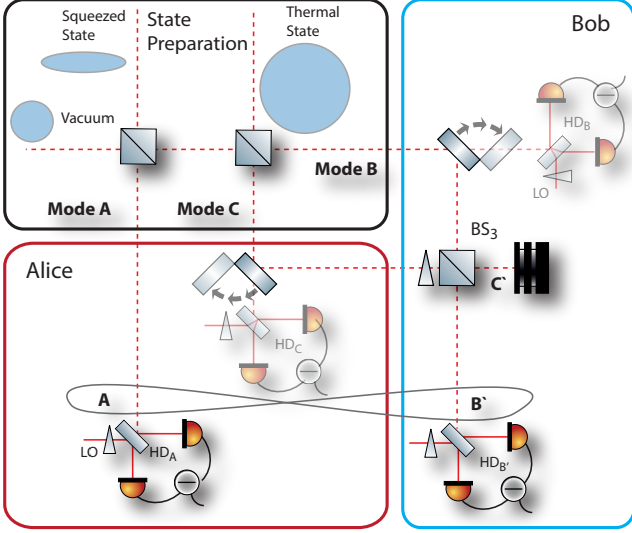 Squeezed
State
State
Preparation
Thermal
State
Vacuum
Mode A
Mode C
Mode B
Bob
HD_B
LO
BS_3
C`
Alice
HD_C
A
B`
LO
HD_A
HD_B'